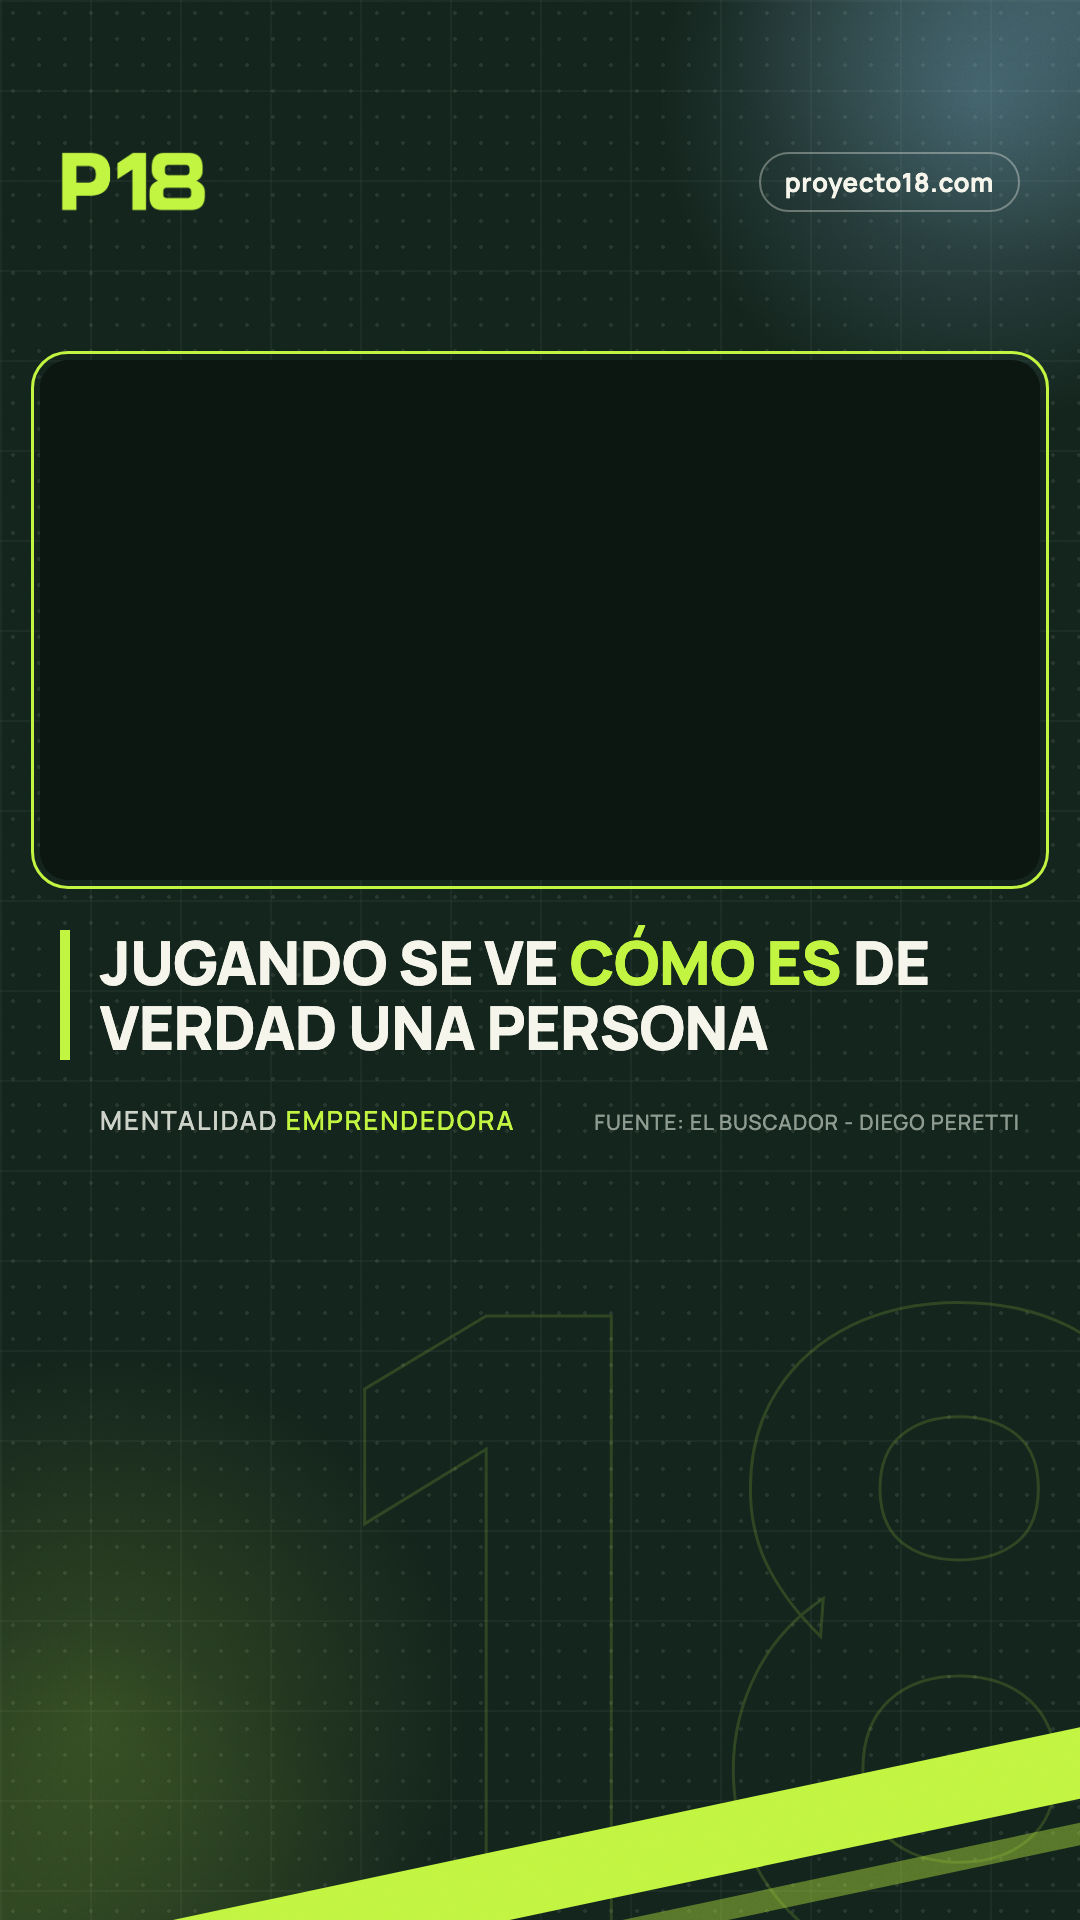 P18
proyecto18.com
JUGANDO SE VE CÓMO ES DE
VERDAD UNA PERSONA
MENTALIDAD EMPRENDEDORA
FUENTE: EL BUSCADOR - DIEGO PERETTI
18